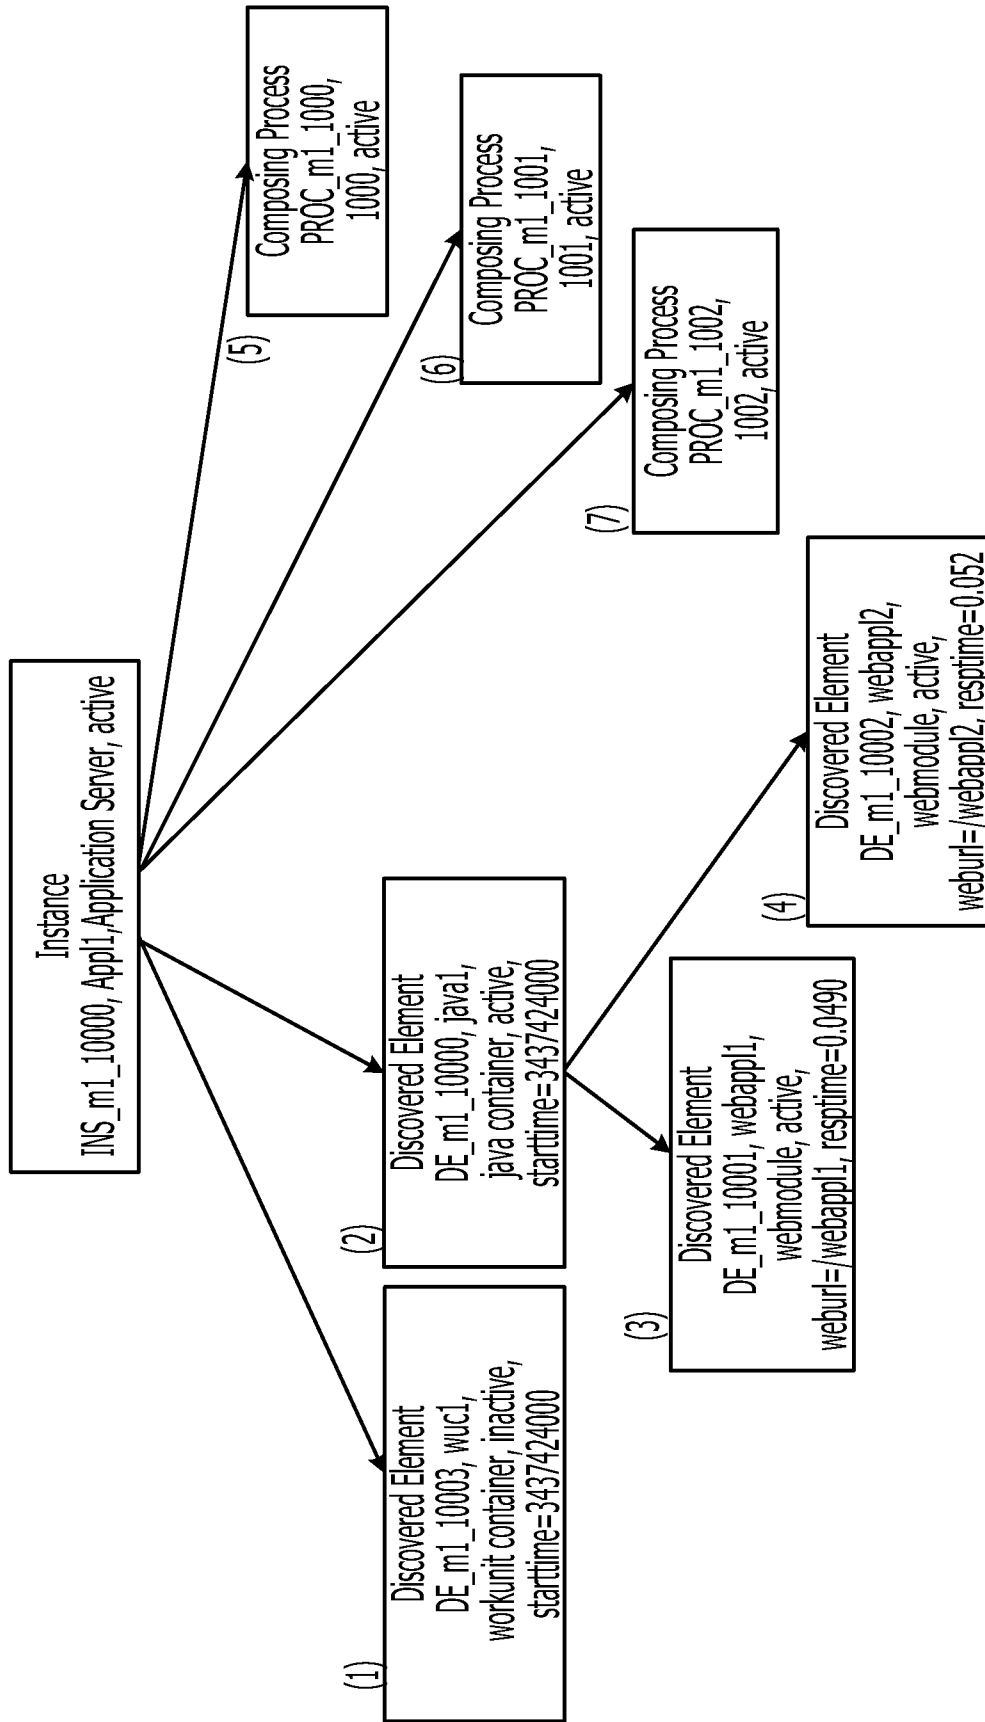 Instance
INS_m1_10000, Appl1,Application Server, active
(1)
Discovered Element
DE_m1_10003, wuc1,
workunit container, inactive,
starttime=3437424000
(2)
Discovered Element
DE_m1_10000, java1,
java container, active,
starttime=3437424000
(3)
Discovered Element
DE_m1_10001, webappl1,
webmodule, active,
weburl=/webappl1, resptime=0.0490
(4)
Discovered Element
DE_m1_10002, webappl2,
webmodule, active,
weburl=/webappl2, resptime=0.052
(5)
Composing Process
PROC_m1_1000,
1000, active
(6)
Composing Process
PROC_m1_1001,
1001, active
(7)
Composing Process
PROC_m1_1002,
1002, active